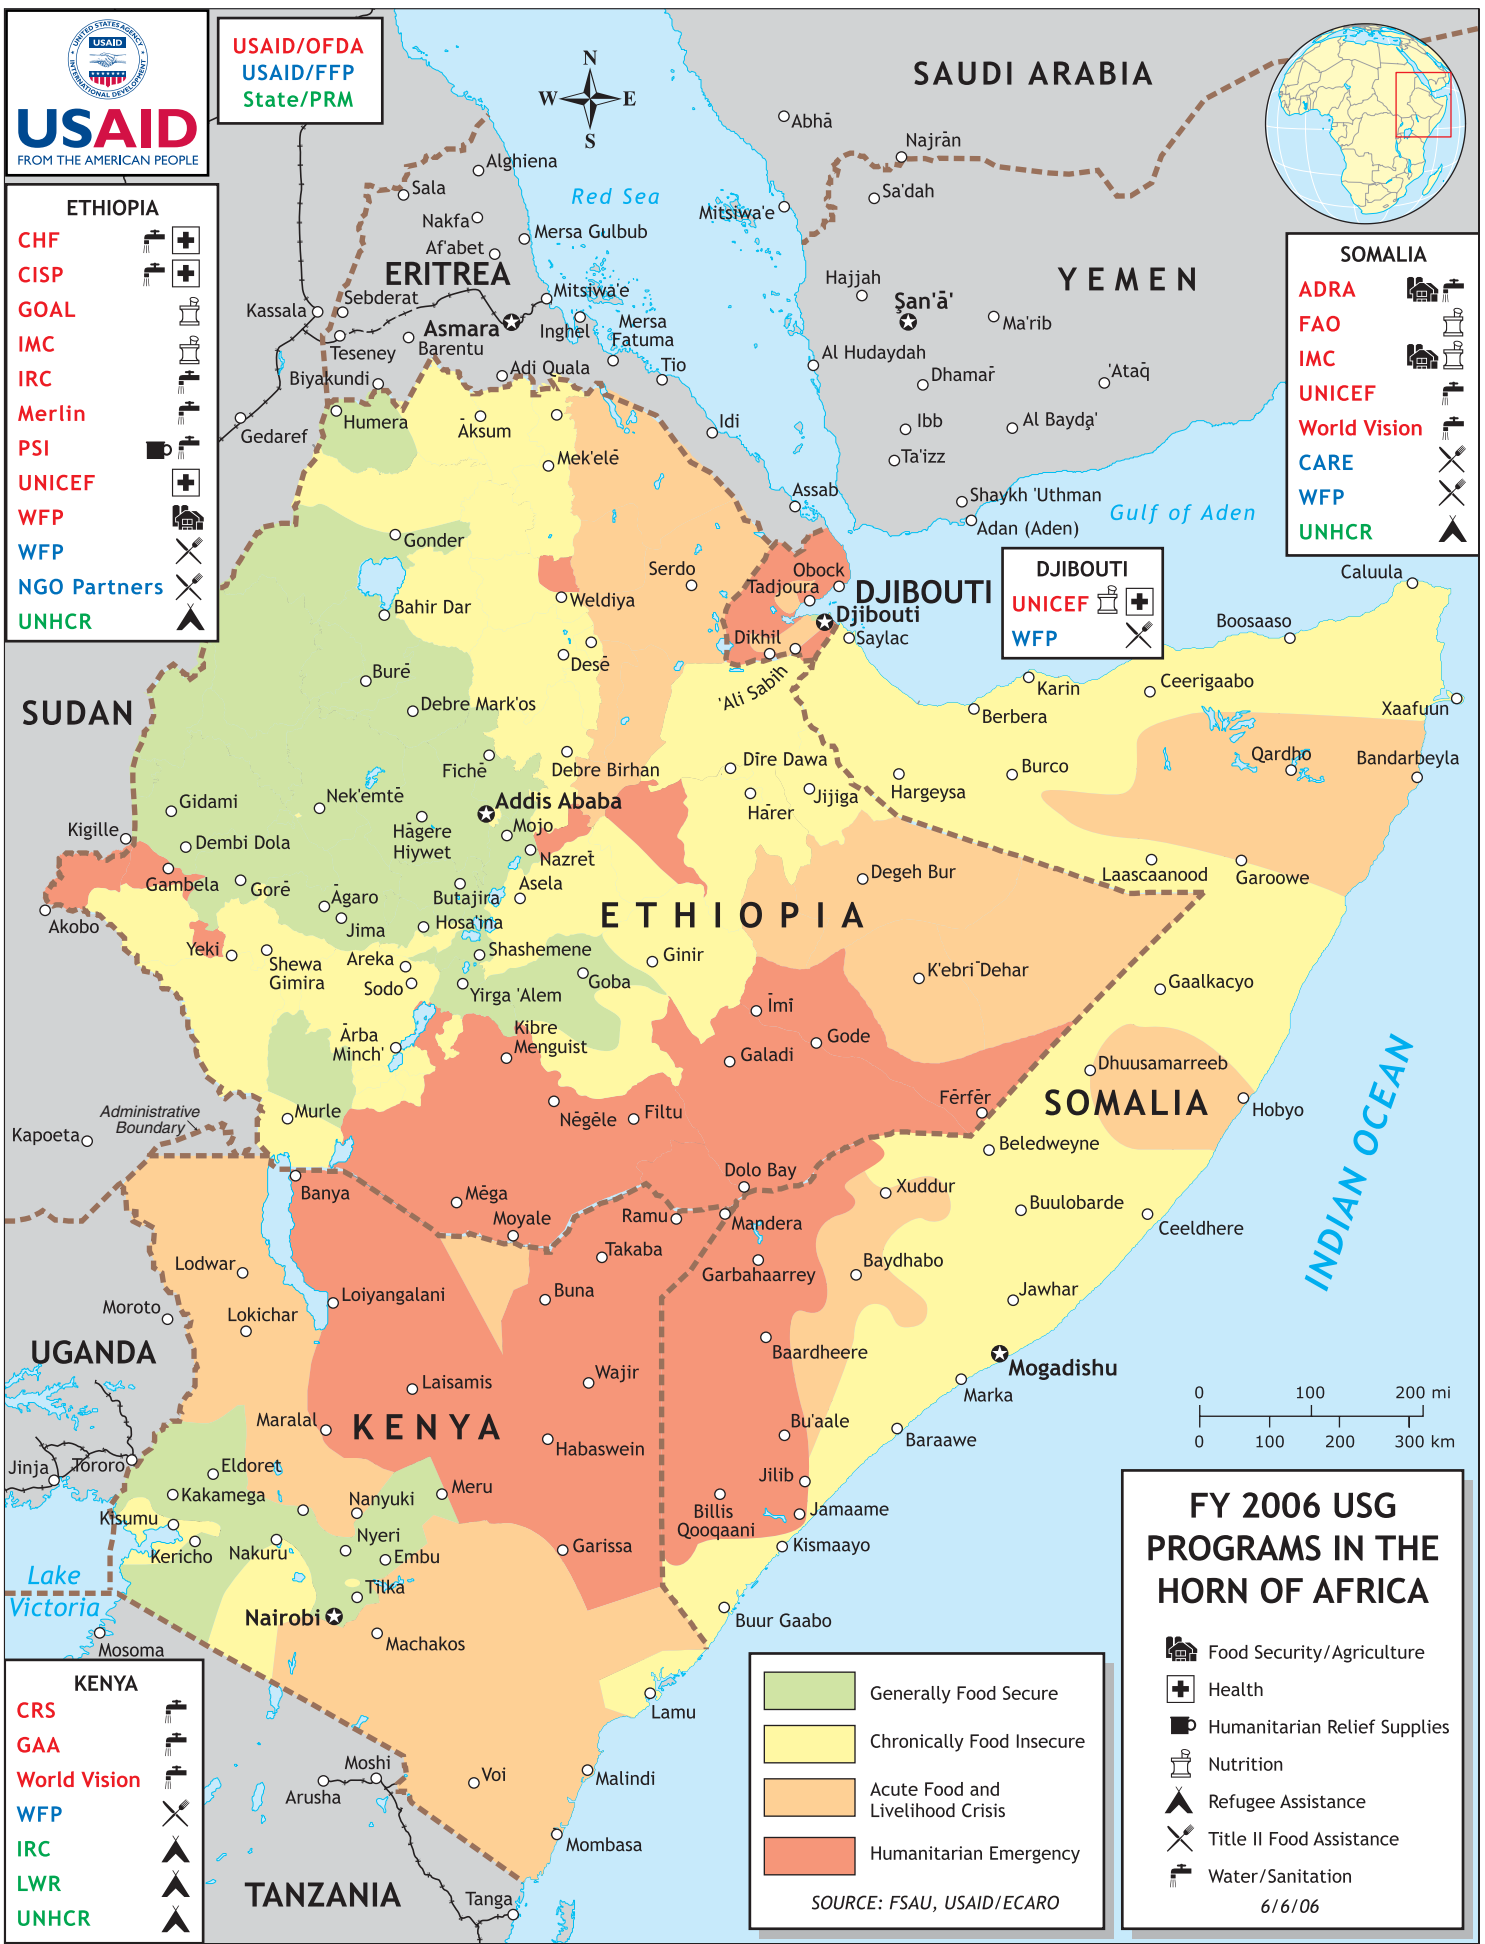 UNITED STATES AGENCY
USAID
INTERNATIONAL DEVELOPMENT
USAID
FROM THE AMERICAN PEOPLE
USAID/OFDA
USAID/FFP
State/PRM
N
W E
S
SAUDI ARABIA
Abhā
Najrān
Sa'dah
Mitsiwa'e
Red Sea
Alghiena
Sala
Nakfa
Mersa Gulbub
Af'abet
ERITREA
Hajjah
YEMEN
Mitsiwa'e
Sebderat
Kassala
Şan'ā'
Asmara
Inghel
Mersa
Fatuma
Ma'rib
Teseney
Barentu
Al Hudaydah
Biyakundi
Adi Quala
Tio
Dhamar
'Ataq
Humera
Āksum
Idi
Ibb
Al Bayda'
Gedaref
Mek'elē
Ta'izz
Assab
Shaykh 'Uthman
Gulf of Aden
Adan (Aden)
Gonder
Serdo
Obock
Tadjoura
DJIBOUTI
Caluula
Bahir Dar
Weldiya
Djibouti
Boosaaso
Dikhil
Saylac
Desē
'Ali Sabih
Burē
Karin
Ceerigaabo
SUDAN
Debre Mark'os
Berbera
Xaafuun
Fichē
Debre Birhan
Dīre Dawa
Burco
Qardho
Bandarbeyla
Gidami
Nek'emtē
Addis Ababa
Hārer
Jijiga
Hargeysa
Kigille
Hāgere
Hiywet
Mojo
Dembi Dola
Nazret
Laascaanood
Garoowe
Gambela
Gorē
Āgaro
Butajira
Asela
Degeh Bur
Akobo
Jima
Hosa'ina
ETHIOPIA
Yeki
Shewa
Gimira
Areka
Shashemene
Ginir
Sodo
Yirga 'Alem
Goba
K'ebri Dehar
Gaalkacyo
Ārba
Minch'
Kibre
Menguist
Īmī
Gode
Galadi
Dhuusamarreeb
Administrative
Boundary
Murle
Nēgēle
Filtu
Fērfēr
SOMALIA
Hobyo
Kapoeta
Beledweyne
INDIAN OCEAN
Dolo Bay
Banya
Mēga
Xuddur
Buulobarde
Moyale
Ramu
Mandera
Ceeldhere
Takaba
Lodwar
Garbahaarrey
Baydhabo
Loiyangalani
Buna
Jawhar
Moroto
Lokichar
UGANDA
Baardheere
Mogadishu
Laisamis
Wajir
Marka
Maralal
KENYA
Bu'aale
Habaswein
Baraawe
Jinja
Tororo
Eldoret
Jilib
Kakamega
Nanyuki
Meru
Billis
Qooqaani
Jamaame
Kisumu
Nyeri
Kericho
Nakuru
Embu
Garissa
Kismaayo
Lake
Victoria
Tilka
Nairobi
Buur Gaabo
Mosoma
Machakos
Lamu
Moshi
Voi
Malindi
Arusha
Mombasa
TANZANIA
Tanga
ETHIOPIA
CHF
CISP
GOAL
IMC
IRC
Merlin
PSI
UNICEF
WFP
WFP
NGO Partners
UNHCR
SOMALIA
ADRA
FAO
IMC
UNICEF
World Vision
CARE
WFP
UNHCR
DJIBOUTI
UNICEF
WFP
KENYA
CRS
GAA
World Vision
WFP
IRC
LWR
UNHCR
0 100 200 mi
0 100 200 300 km
Generally Food Secure
Chronically Food Insecure
Acute Food and
Livelihood Crisis
Humanitarian Emergency
SOURCE: FSAU, USAID/ECARO
FY 2006 USG
PROGRAMS IN THE
HORN OF AFRICA
Food Security/Agriculture
Health
Humanitarian Relief Supplies
Nutrition
Refugee Assistance
Title II Food Assistance
Water/Sanitation
6/6/06